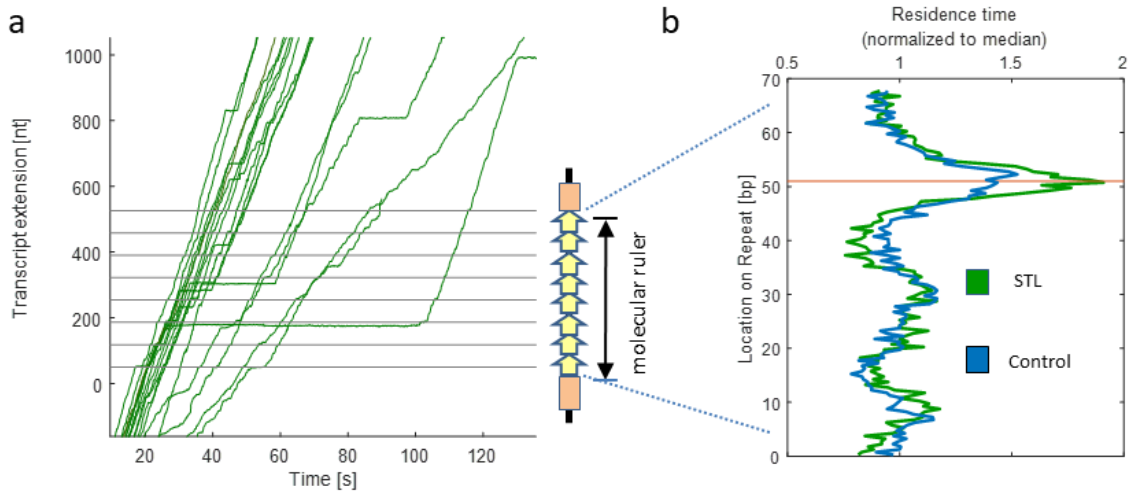 a
Transcript extension [nt]
1000
800
600
400
200
0
20
40
60
80
100
120
Time [s]
molecular ruler
b
Residence time
(normalized to median)
0.5
1
1.5
2
Location on Repeat [bp]
70
60
50
40
30
20
10
0
STL
Control